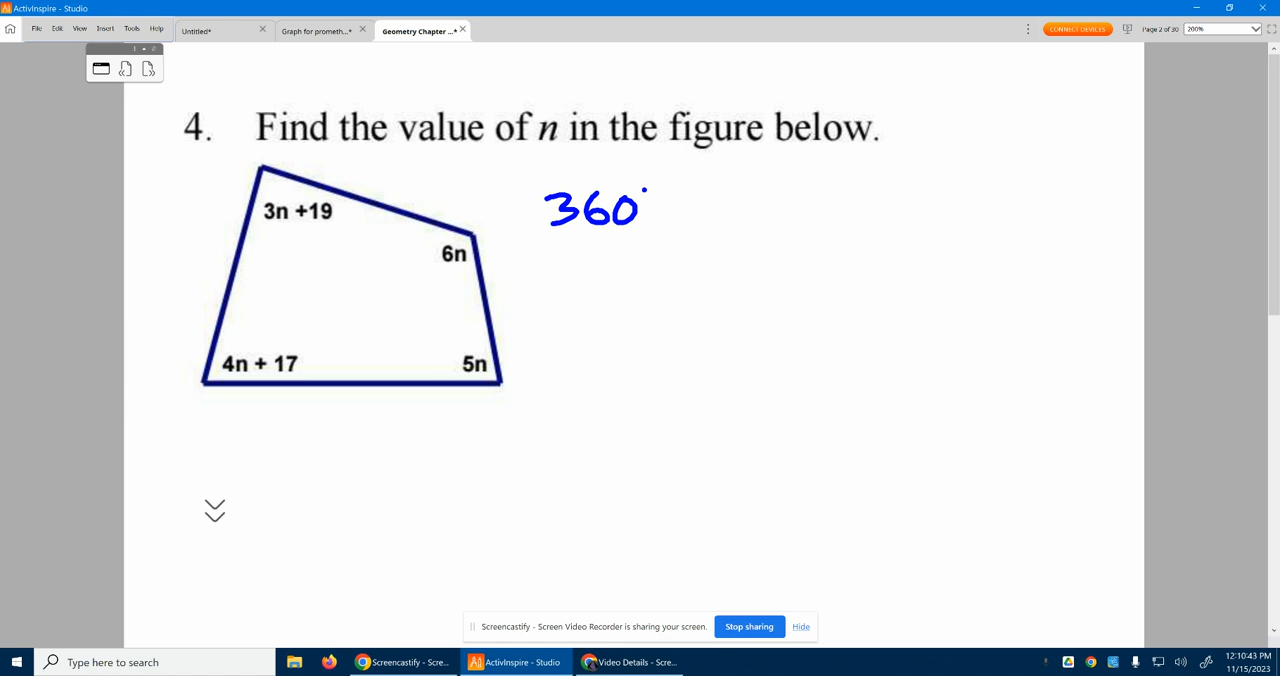 ActivInspire - Studio
File Edit View Insert Tools Help
Untitled*
Graph for prometh...*
Geometry Chapter ...*
CONNECT DEVICES
Page 2 of 30
200%
4. Find the value of n in the figure below.
3n +19
360°
6n
4n + 17
5n
Screencastify - Screen Video Recorder is sharing your screen.
Stop sharing
Hide
Type here to search
Screencastify - Scre...
ActivInspire - Studio
Video Details - Scre...
12:10:43 PM
11/15/2023